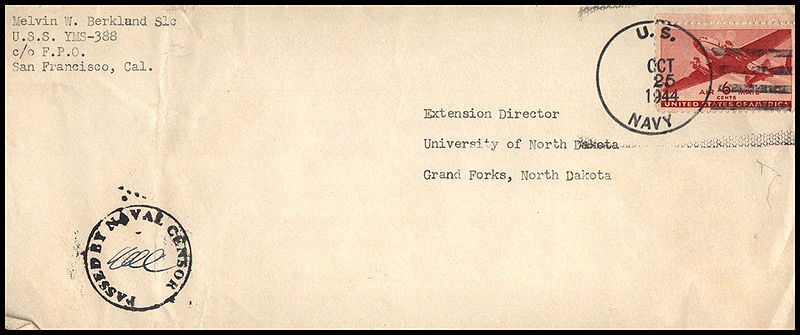 Melvin W. Berkland S1c
U.S.S. YMS-388
c/o F.P.O.
San Francisco, Cal.
U. S.
OCT
25
1944
NAVY
AIR 6 MAIL
CENTS
UNITED STATES OF AMERICA
Extension Director
University of North Dakota
Grand Forks, North Dakota
PASSED BY NAVAL CENSOR